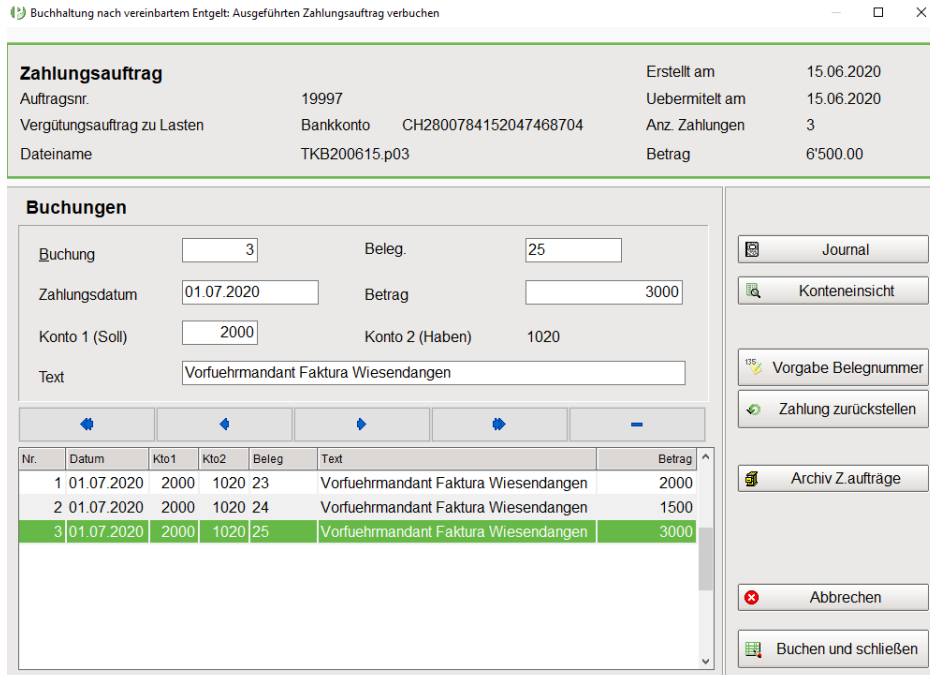 Buchhaltung nach vereinbartem Entgelt: Ausgeführten Zahlungsauftrag verbuchen
Zahlungsauftrag
Erstellt am 15.06.2020
Auftragsnr. 19997 Uebermitelt am 15.06.2020
Vergütungsauftrag zu Lasten Bankkonto CH2800784152047468704 Anz. Zahlungen 3
Dateiname TKB200615.p03 Betrag 6'500.00
Buchungen
Buchung 3 Beleg. 25
Zahlungsdatum 01.07.2020 Betrag 3000
Konto 1 (Soll) 2000 Konto 2 (Haben) 1020
Text Vorfuehrmandant Faktura Wiesendangen
Nr. Datum Kto1 Kto2 Beleg Text Betrag
1 01.07.2020 2000 1020 23 Vorfuehrmandant Faktura Wiesendangen 2000
2 01.07.2020 2000 1020 24 Vorfuehrmandant Faktura Wiesendangen 1500
3 01.07.2020 2000 1020 25 Vorfuehrmandant Faktura Wiesendangen 3000
Journal
Konteneinsicht
135 Vorgabe Belegnummer
Zahlung zurückstellen
Archiv Z.aufträge
Abbrechen
Buchen und schließen